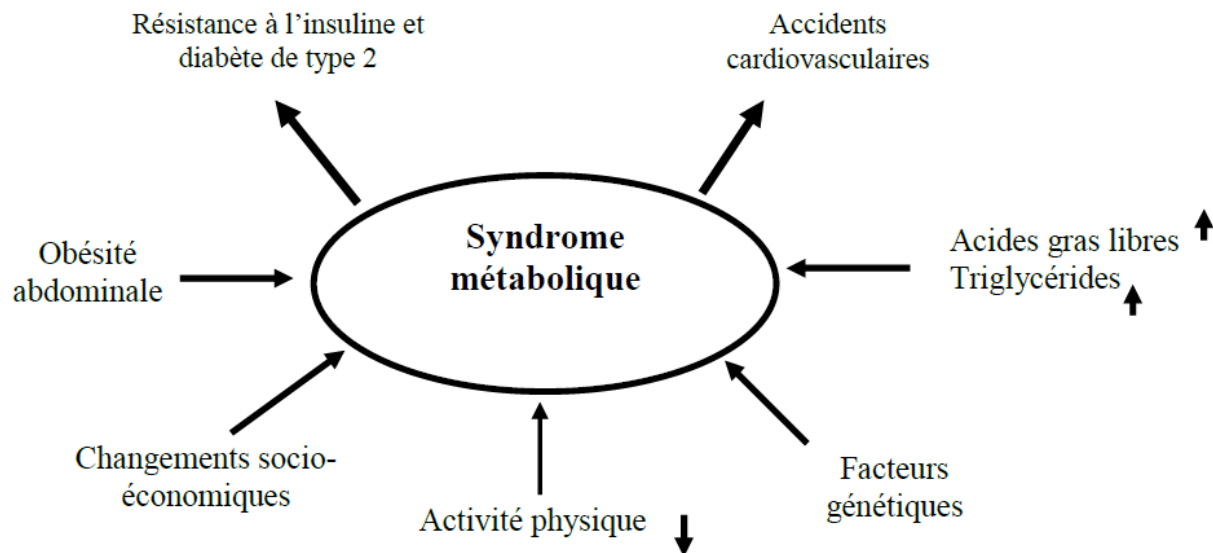 Résistance à l’insuline et
diabète de type 2
Accidents
cardiovasculaires
Syndrome
métabolique
Obésité
abdominale
Acides gras libres
Triglycérides
Changements socio-
économiques
Activité physique
Facteurs
génétiques